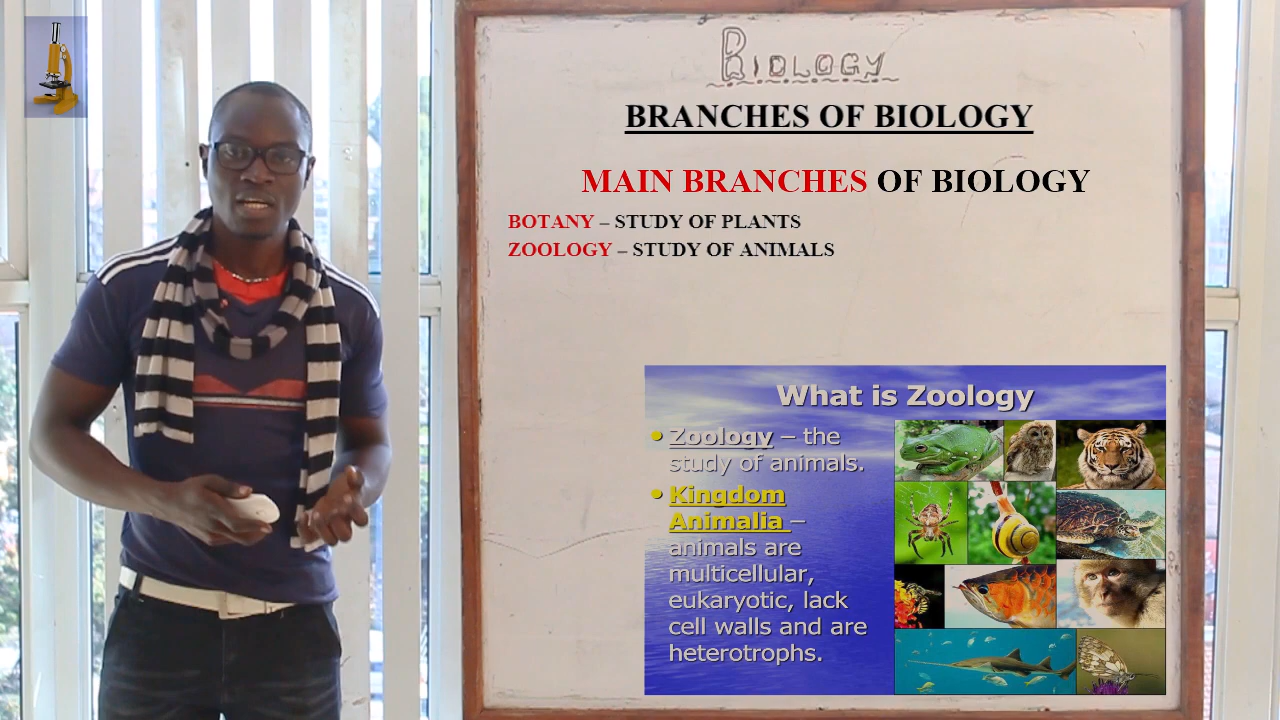 BIOLOGY
BRANCHES OF BIOLOGY
MAIN BRANCHES OF BIOLOGY
BOTANY – STUDY OF PLANTS
ZOOLOGY – STUDY OF ANIMALS
What is Zoology
• Zoology – the
study of animals.
• Kingdom
Animalia –
animals are
multicellular,
eukaryotic, lack
cell walls and are
heterotrophs.